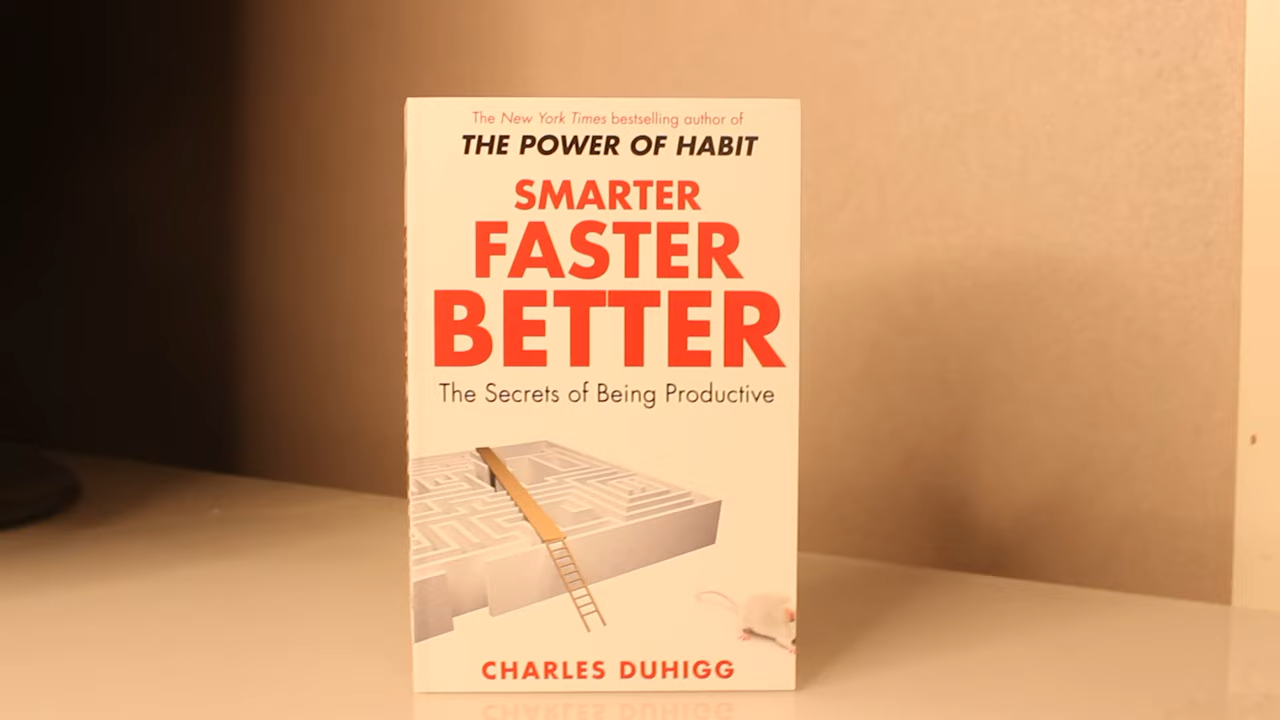 The New York Times bestselling author of
THE POWER OF HABIT
SMARTER
FASTER
BETTER
The Secrets of Being Productive
CHARLES DUHIGG